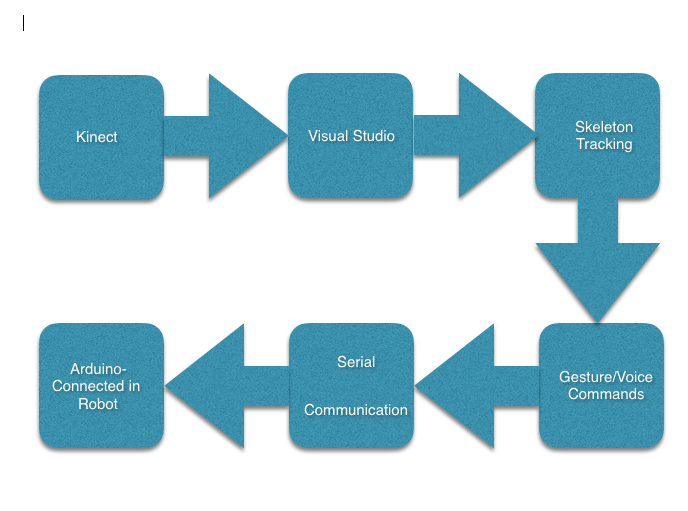 Kinect
Visual Studio
Skeleton
Tracking
Gesture/Voice
Commands
Serial
Communication
Arduino-
Connected in
Robot